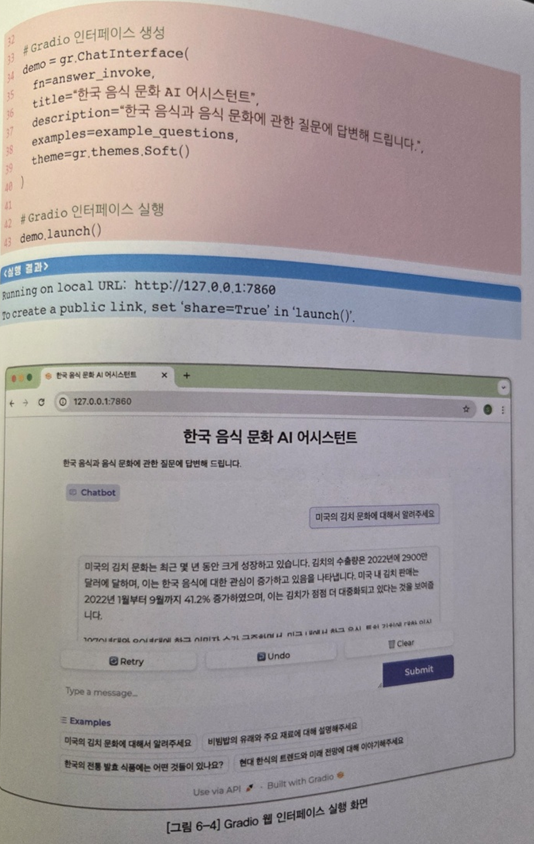 32
33 # Gradio 인터페이스 생성
34 demo = gr.ChatInterface(
35 fn=answer_invoke,
36 title="한국 음식 문화 AI 어시스턴트",
37 description="한국 음식과 음식 문화에 관한 질문에 답변해 드립니다.",
38 examples=example_questions,
39 theme=gr.themes.Soft()
40 )
41
42 # Gradio 인터페이스 실행
43 demo.launch()
<실행 결과>
Running on local URL: http://127.0.0.1:7860
To create a public link, set 'share=True' in 'launch()'.
한국 음식 문화 AI 어시스턴트
127.0.0.1:7860
한국 음식 문화 AI 어시스턴트
한국 음식과 음식 문화에 관한 질문에 답변해 드립니다.
Chatbot
미국의 김치 문화에 대해서 알려주세요
미국의 김치 문화는 최근 몇 년 동안 크게 성장하고 있습니다. 김치의 수출량은 2022년에 2900만
달러에 달하며, 이는 한국 음식에 대한 관심이 증가하고 있음을 나타냅니다. 미국 내 김치 판매는
2022년 1월부터 9월까지 41.2% 증가하였으며, 이는 김치가 점점 더 대중화되고 있다는 것을 보여줍
니다.
Retry Undo Clear
Type a message... Submit
Examples
미국의 김치 문화에 대해서 알려주세요 비빔밥의 유래와 주요 재료에 대해 설명해주세요
한국의 전통 발효 식품에는 어떤 것들이 있나요? 현대 한식의 트렌드와 미래 전망에 대해 이야기해주세요
Use via API · Built with Gradio
[그림 6-4] Gradio 웹 인터페이스 실행 화면